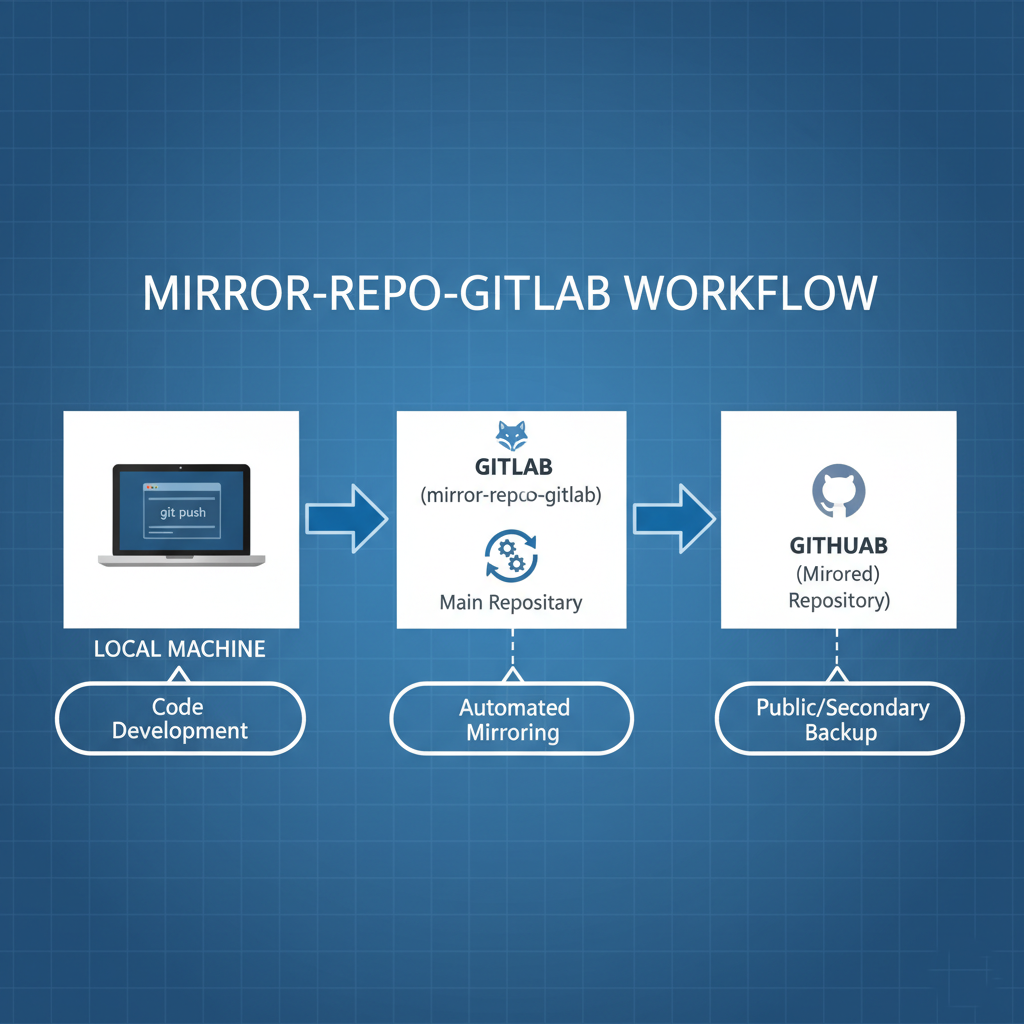 MIRROR-REPO-GITLAB WORKFLOW
git push
LOCAL MACHINE
Code
Development
GITLAB
(mirror-repco-gitlab)
Main Repositary
Automated
Mirroring
GITHUAB
(Mirored)
Repository)
Public/Secondary
Backup